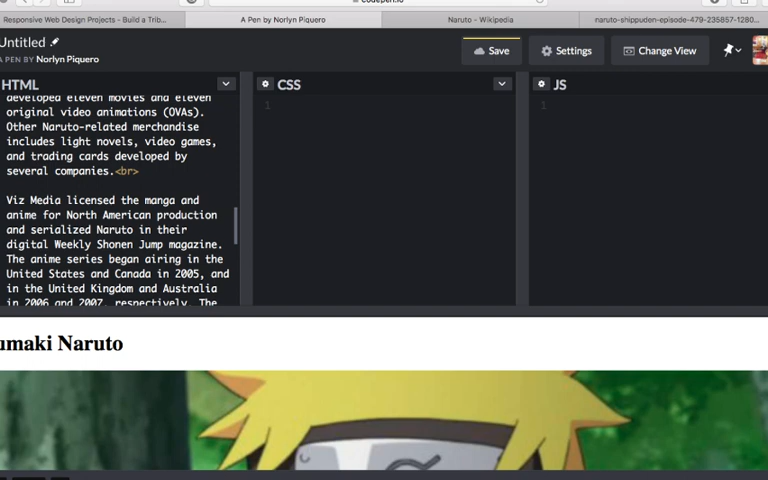 codepen.io
Responsive Web Design Projects - Build a Trib...
A Pen by Norlyn Piquero
Naruto - Wikipedia
naruto-shippuden-episode-479-235857-1280...
Untitled
A PEN BY Norlyn Piquero
Save
Settings
Change View
HTML
developed eleven movies and eleven
original video animations (OVAs).
Other Naruto-related merchandise
includes light novels, video games,
and trading cards developed by
several companies.<br>
Viz Media licensed the manga and
anime for North American production
and serialized Naruto in their
digital Weekly Shonen Jump magazine.
The anime series began airing in the
United States and Canada in 2005, and
in the United Kingdom and Australia
in 2006 and 2007, respectively. The
CSS
1
JS
1
umaki Naruto